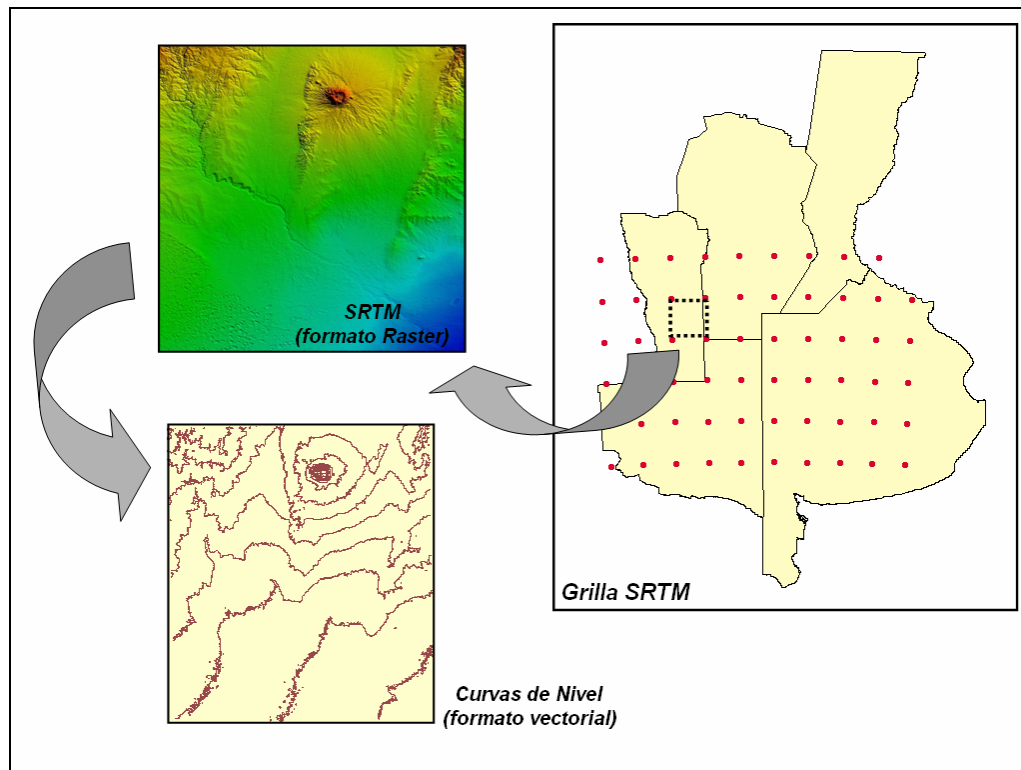 SRTM
(formato Raster)
Grilla SRTM
Curvas de Nivel
(formato vectorial)